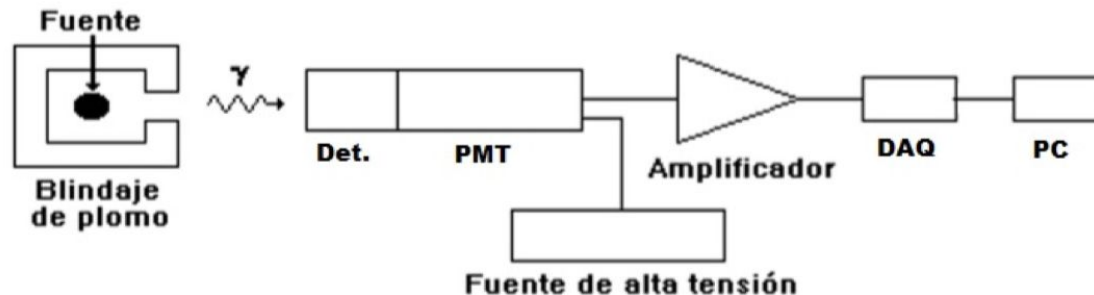 Fuente
γ
Det.
PMT
Amplificador
DAQ
PC
Blindaje
de plomo
Fuente de alta tensión